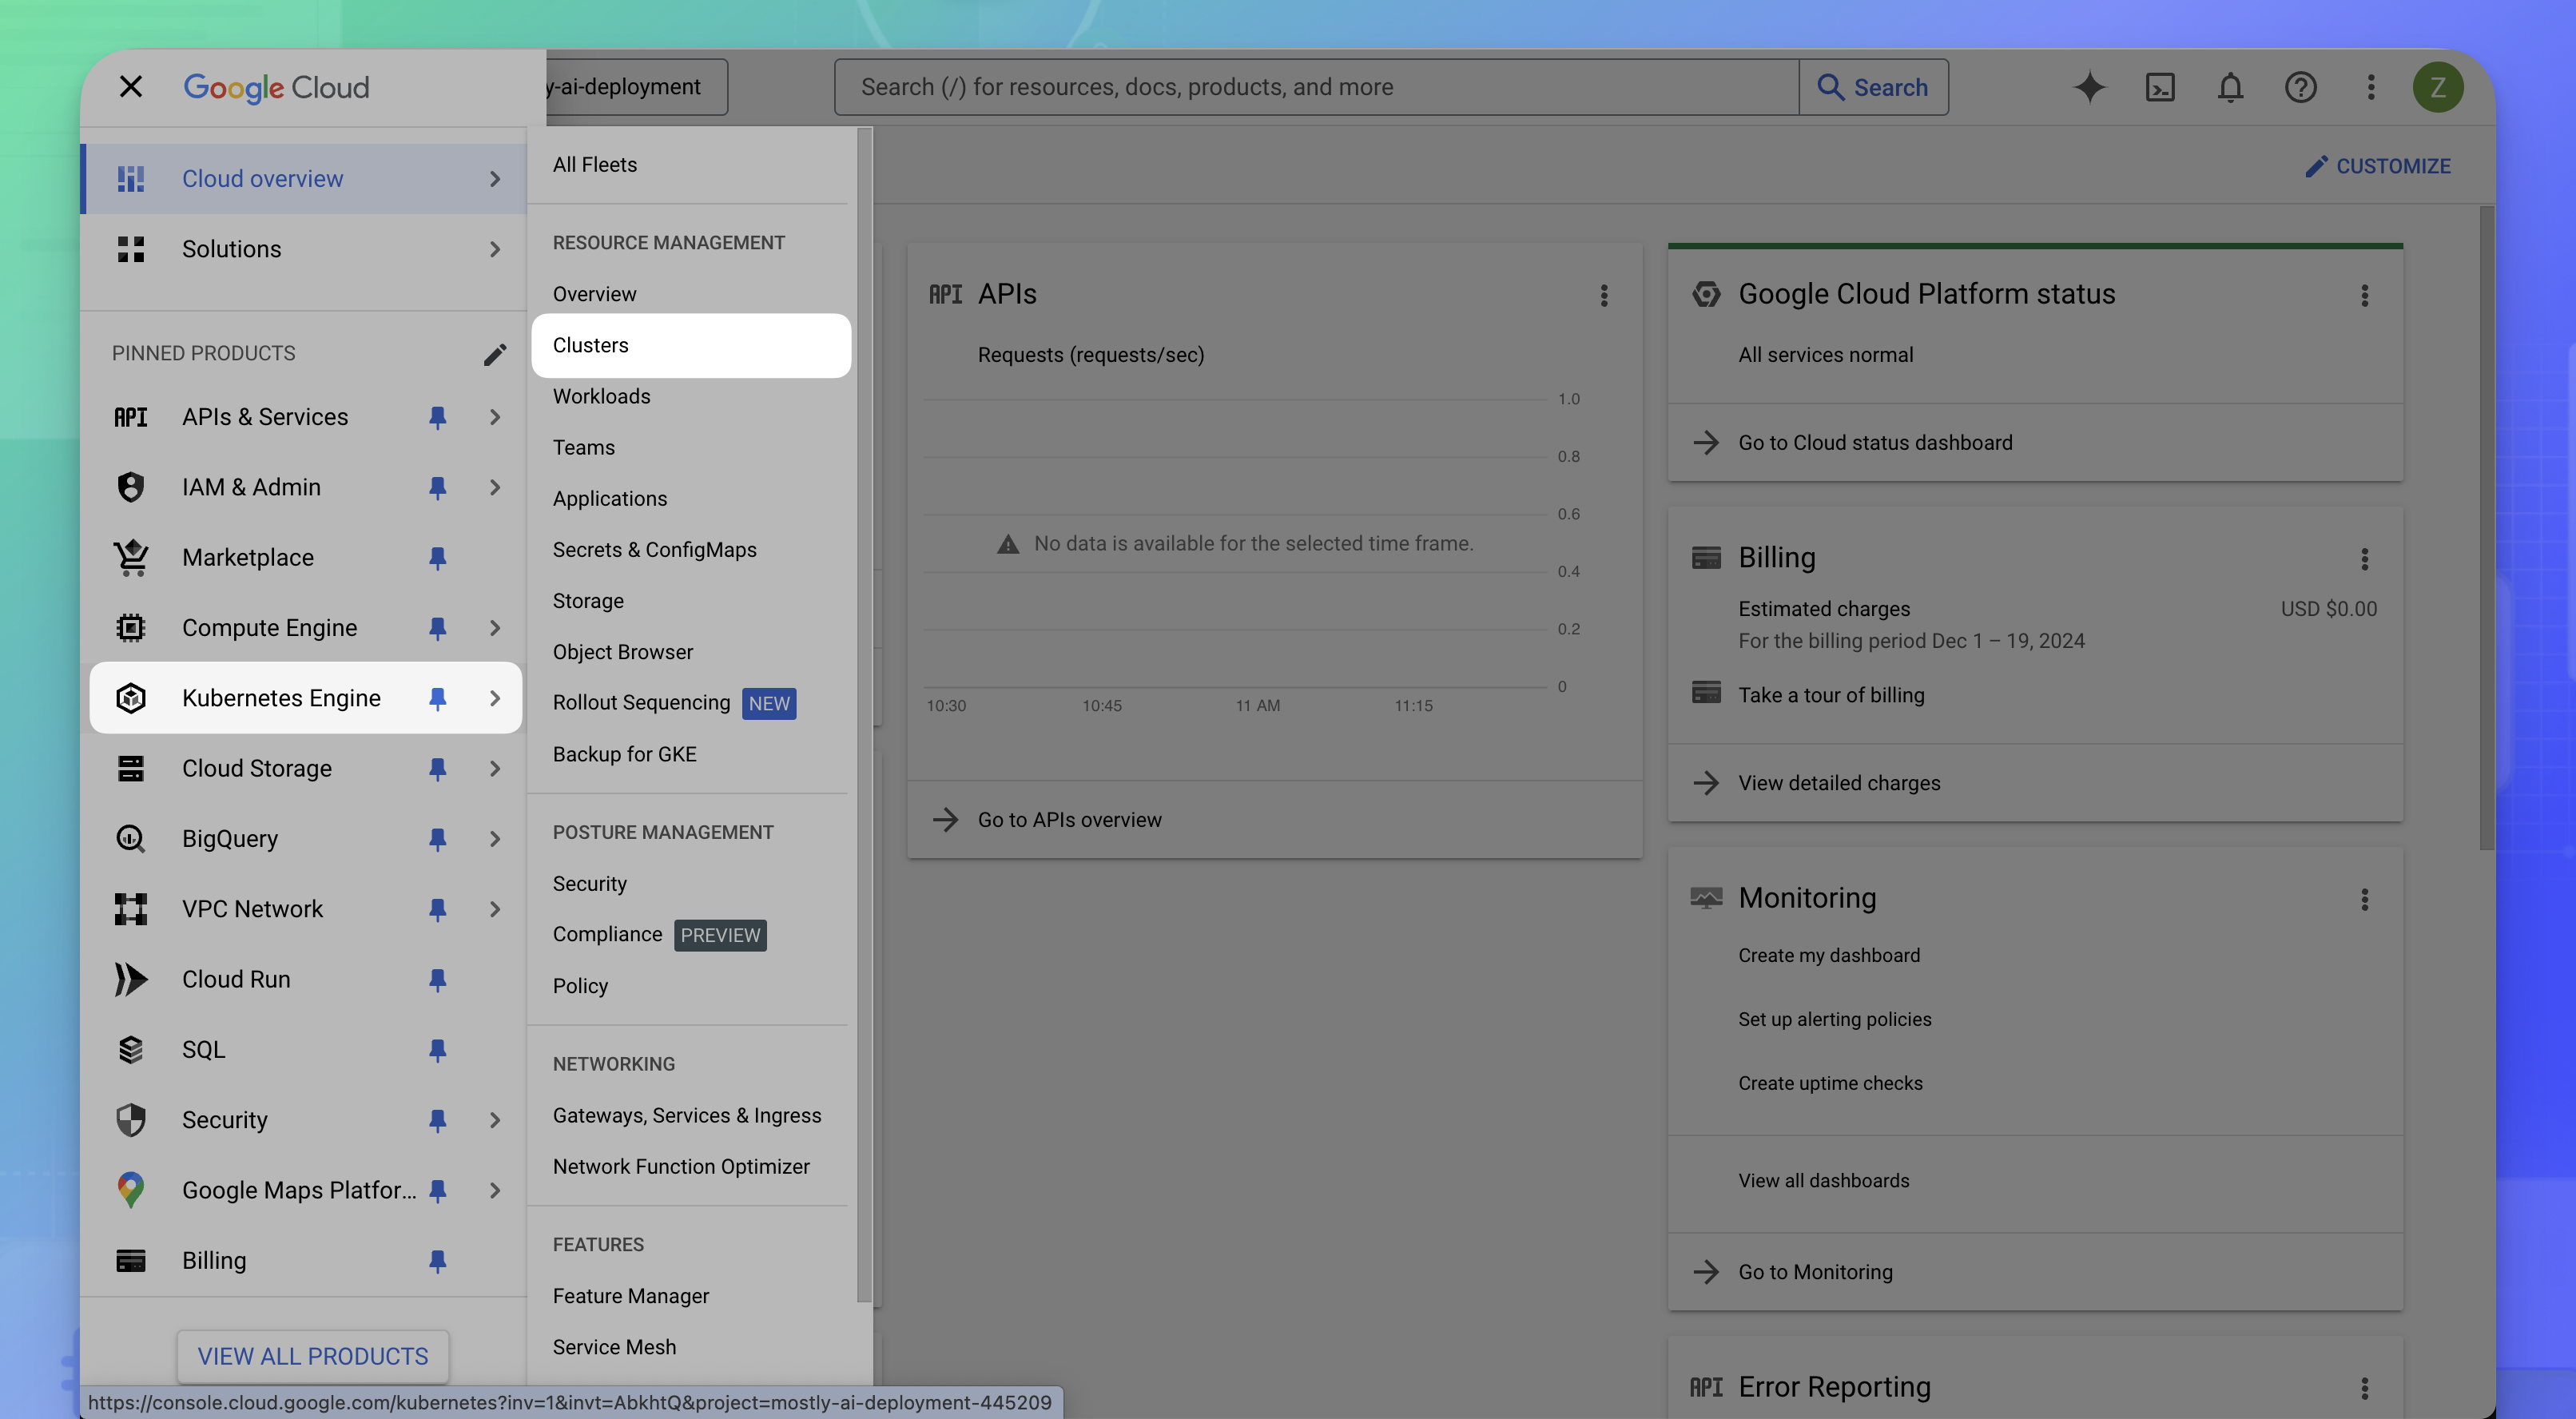 Google Cloud
y-ai-deployment
Search (/) for resources, docs, products, and more
Search
Z
Cloud overview
Solutions
PINNED PRODUCTS
API APIs & Services
IAM & Admin
Marketplace
Compute Engine
Kubernetes Engine
Cloud Storage
BigQuery
VPC Network
Cloud Run
SQL
Security
Google Maps Platfor...
Billing
VIEW ALL PRODUCTS
All Fleets
RESOURCE MANAGEMENT
Overview
Clusters
Workloads
Teams
Applications
Secrets & ConfigMaps
Storage
Object Browser
Rollout Sequencing NEW
Backup for GKE
POSTURE MANAGEMENT
Security
Compliance PREVIEW
Policy
NETWORKING
Gateways, Services & Ingress
Network Function Optimizer
FEATURES
Feature Manager
Service Mesh
CUSTOMIZE
API APIs
Requests (requests/sec)
1.0
0.8
0.6
No data is available for the selected time frame.
0.4
0.2
0
10:30 10:45 11 AM 11:15
Go to APIs overview
Google Cloud Platform status
All services normal
Go to Cloud status dashboard
Billing
Estimated charges USD $0.00
For the billing period Dec 1 – 19, 2024
Take a tour of billing
View detailed charges
Monitoring
Create my dashboard
Set up alerting policies
Create uptime checks
View all dashboards
Go to Monitoring
API Error Reporting
https://console.cloud.google.com/kubernetes?inv=1&invt=AbkhtQ&project=mostly-ai-deployment-445209